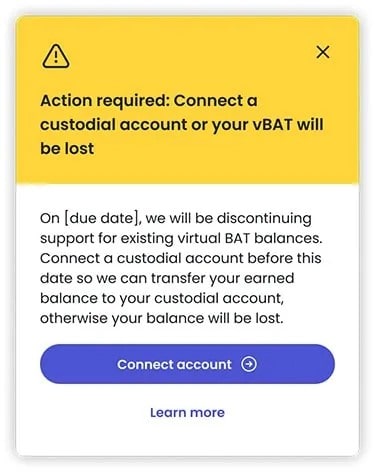 Action required: Connect a
custodial account or your vBAT will
be lost
On [due date], we will be discontinuing
support for existing virtual BAT balances.
Connect a custodial account before this
date so we can transfer your earned
balance to your custodial account,
otherwise your balance will be lost.
Connect account
Learn more